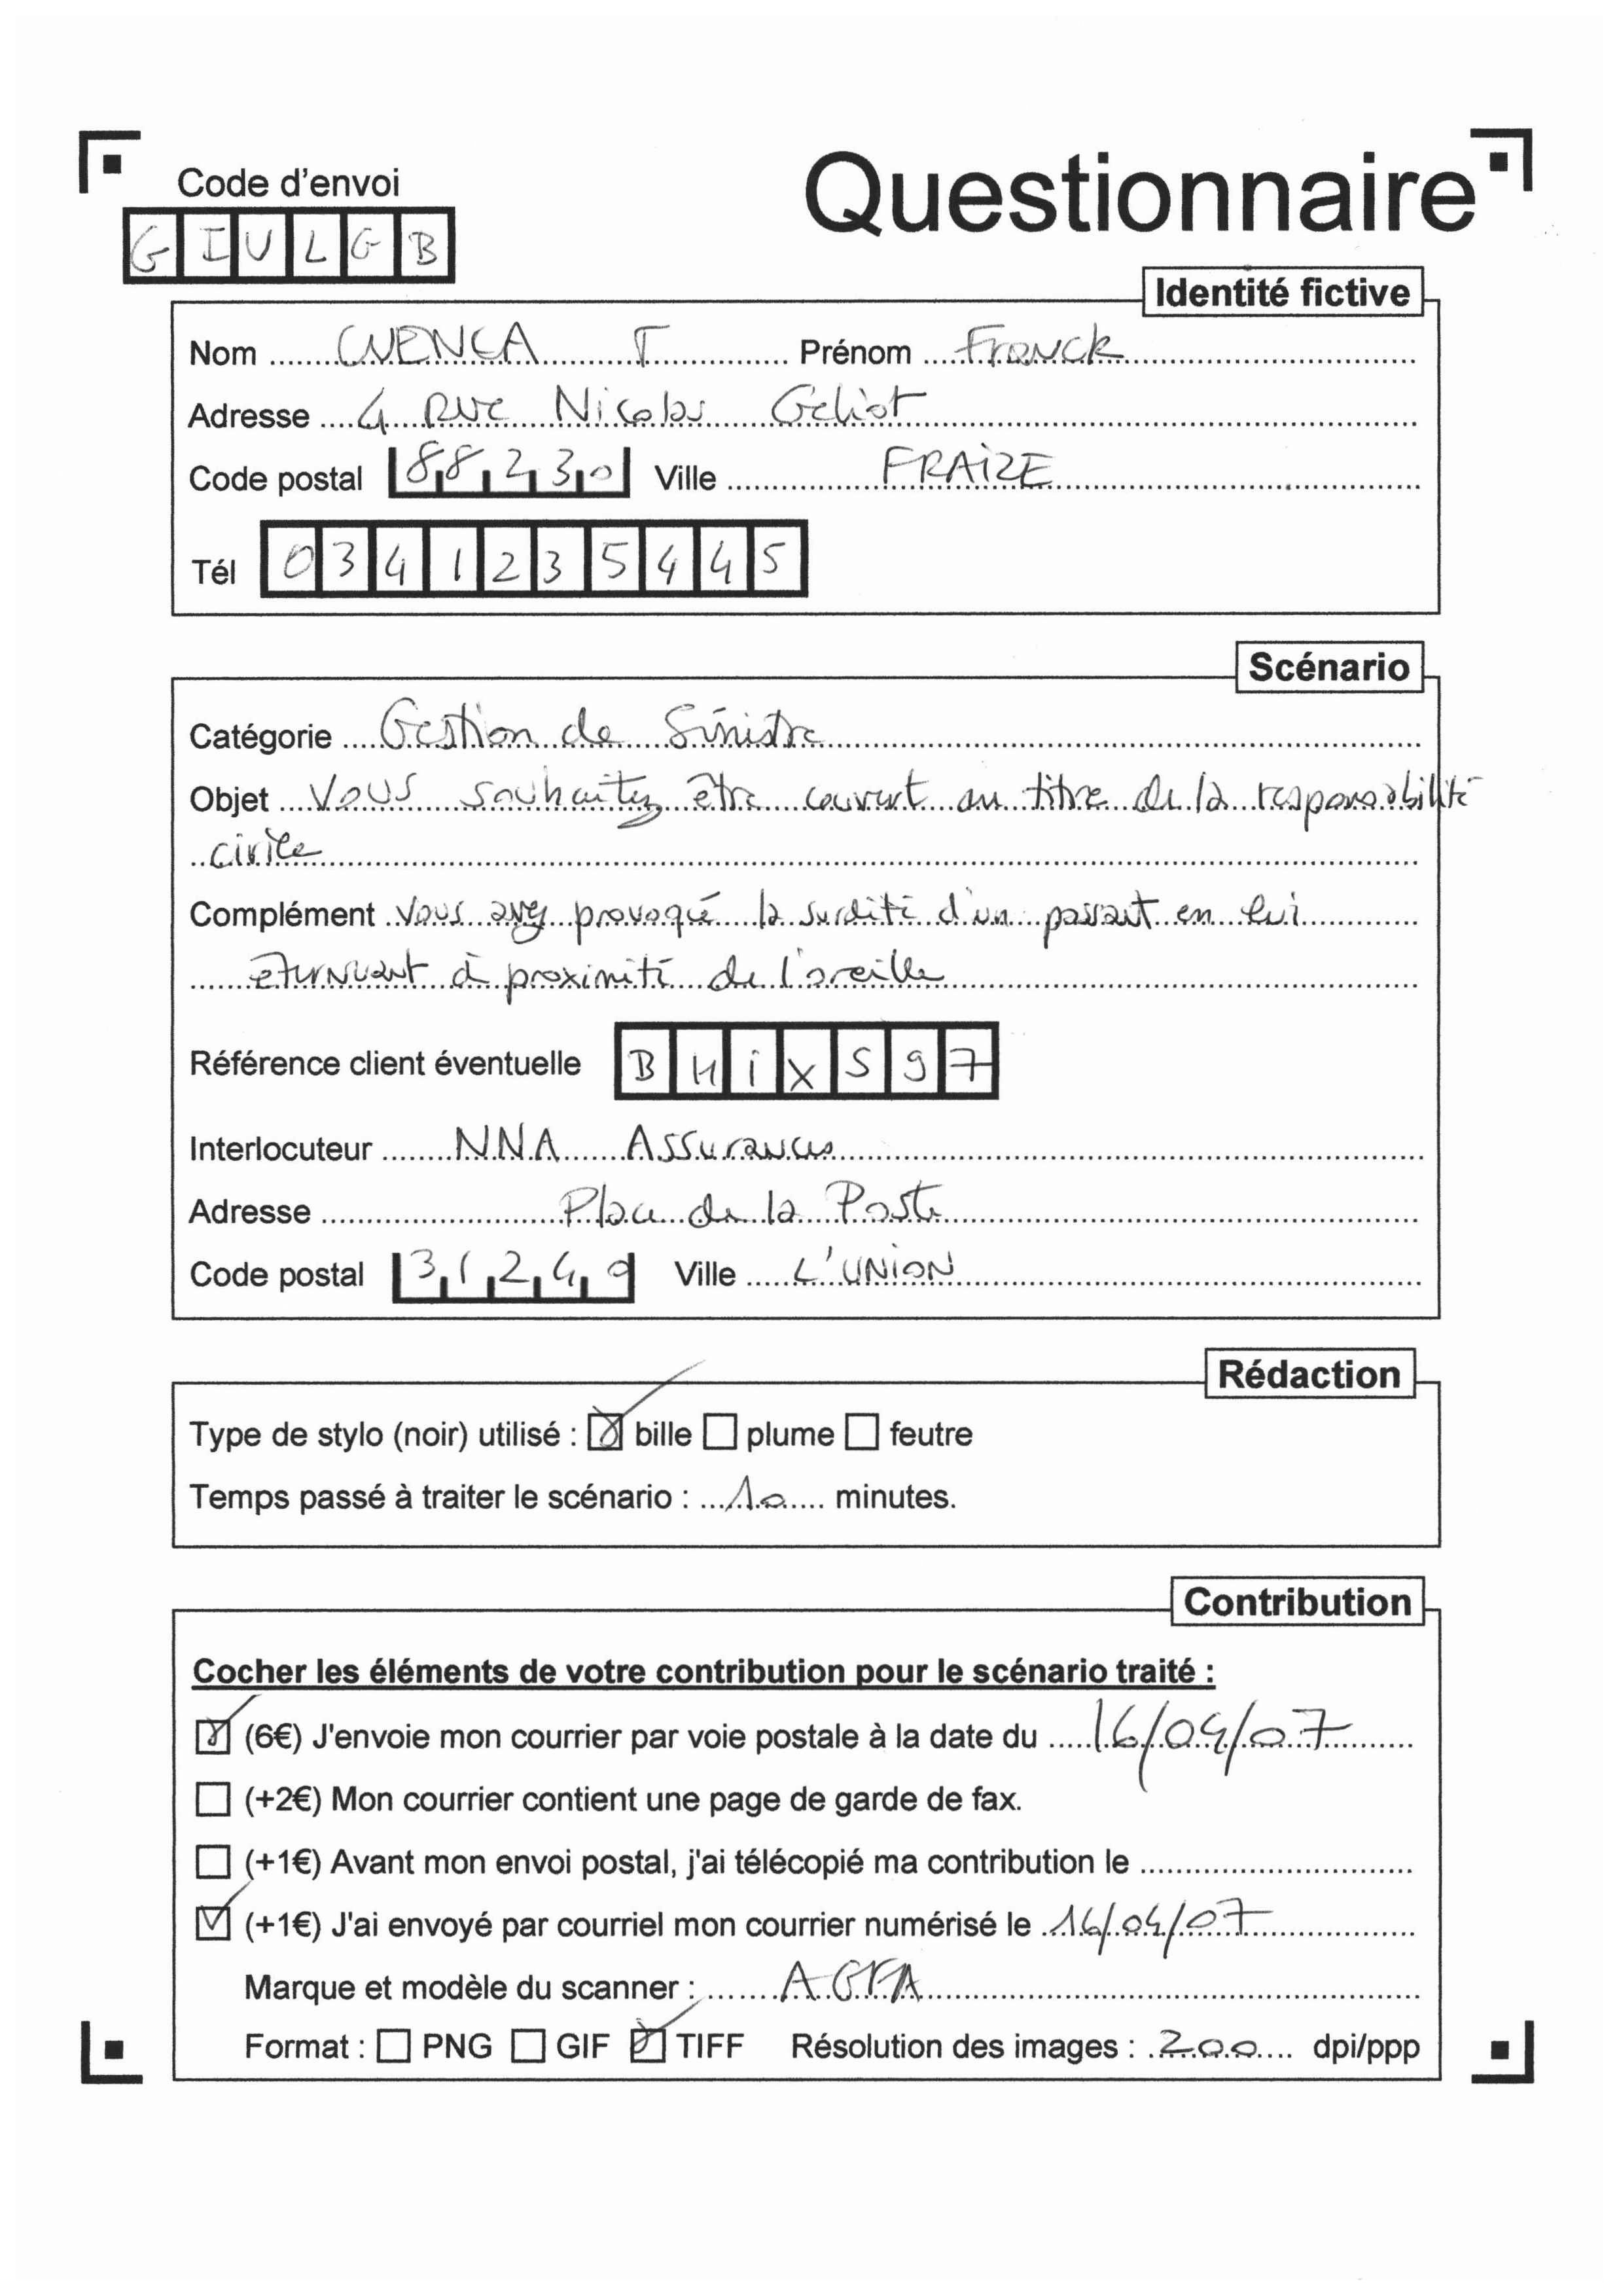 Questionnaire
Code d'envoi
GIULGB
Identité fictive
Nom CUENCA T Prénom Franck
Adresse 4 Rue Nicolas Géliot
Code postal 88230 Ville FRAIZE
Tél 0341235445
Scénario
Catégorie Gestion de Sinistre
Objet Vous souhaitez être couvert au titre de la responsabilité
civile
Complément Vous avez provoqué la surdité d'un passant en lui
éternuant à proximité de l'oreille
Référence client éventuelle BHIXS97
Interlocuteur NNA Assurances
Adresse Place de la Poste
Code postal 31240 Ville L'UNION
Rédaction
Type de stylo (noir) utilisé : bille plume feutre
Temps passé à traiter le scénario : 10 minutes.
Contribution
Cocher les éléments de votre contribution pour le scénario traité :
(6€) J'envoie mon courrier par voie postale à la date du 16/04/07
(+2€) Mon courrier contient une page de garde de fax.
(+1€) Avant mon envoi postal, j'ai télécopié ma contribution le
(+1€) J'ai envoyé par courriel mon courrier numérisé le 16/04/07
Marque et modèle du scanner : AGFA
Format : PNG GIF TIFF Résolution des images : 200 dpi/ppp